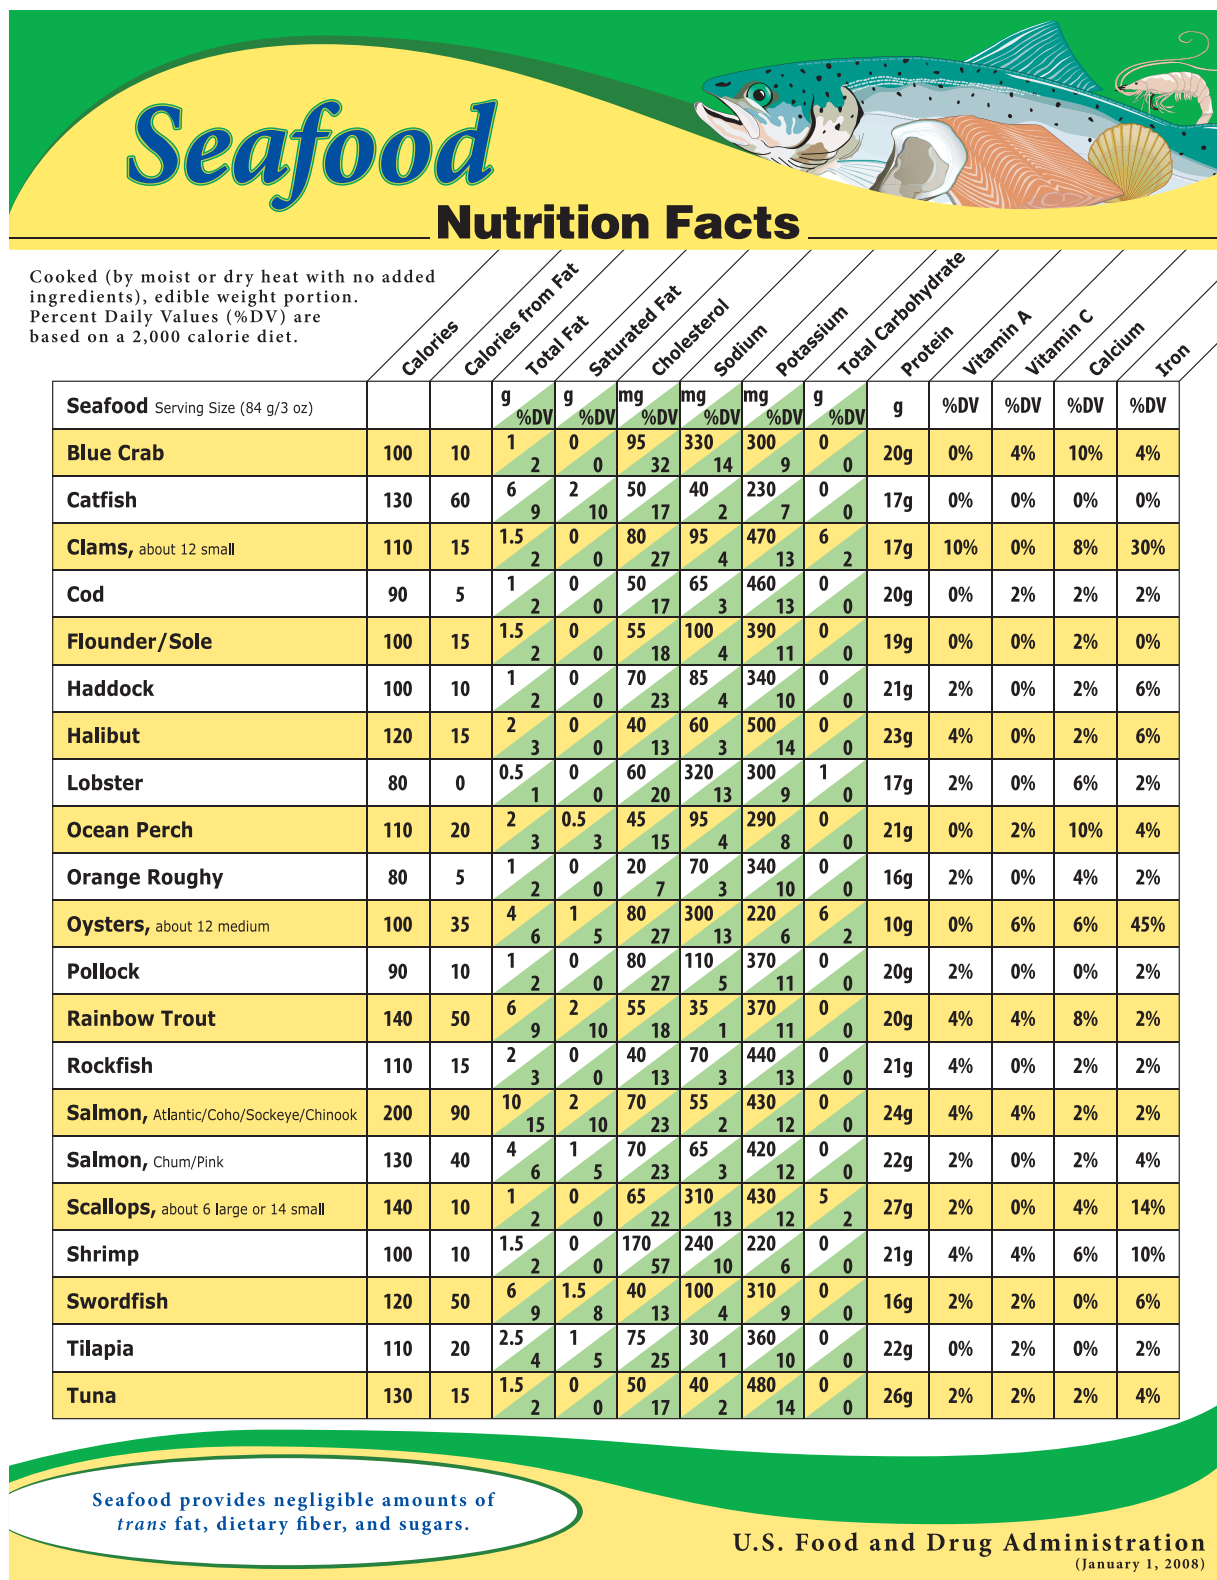 Seafood
Nutrition Facts
Cooked (by moist or dry heat with no added
ingredients), edible weight portion.
Percent Daily Values (%DV) are
based on a 2,000 calorie diet.
Calories
Calories from Fat
Total Fat
Saturated Fat
Cholesterol
Sodium
Potassium
Total Carbohydrate
Protein
Vitamin A
Vitamin C
Calcium
Iron
Seafood Serving Size (84 g/3 oz) g %DV g %DV mg %DV mg %DV mg %DV g %DV g %DV %DV %DV %DV
Blue Crab 100 10 1 2 0 0 95 32 330 14 300 9 0 0 20g 0% 4% 10% 4%
Catfish 130 60 6 9 2 10 50 17 40 2 230 7 0 0 17g 0% 0% 0% 0%
Clams, about 12 small 110 15 1.5 2 0 0 80 27 95 4 470 13 6 2 17g 10% 0% 8% 30%
Cod 90 5 1 2 0 0 50 17 65 3 460 13 0 0 20g 0% 2% 2% 2%
Flounder/Sole 100 15 1.5 2 0 0 55 18 100 4 390 11 0 0 19g 0% 0% 2% 0%
Haddock 100 10 1 2 0 0 70 23 85 4 340 10 0 0 21g 2% 0% 2% 6%
Halibut 120 15 2 3 0 0 40 13 60 3 500 14 0 0 23g 4% 0% 2% 6%
Lobster 80 0 0.5 1 0 0 60 20 320 13 300 9 1 0 17g 2% 0% 6% 2%
Ocean Perch 110 20 2 3 0.5 3 45 15 95 4 290 8 0 0 21g 0% 2% 10% 4%
Orange Roughy 80 5 1 2 0 0 20 7 70 3 340 10 0 0 16g 2% 0% 4% 2%
Oysters, about 12 medium 100 35 4 6 1 5 80 27 300 13 220 6 6 2 10g 0% 6% 6% 45%
Pollock 90 10 1 2 0 0 80 27 110 5 370 11 0 0 20g 2% 0% 0% 2%
Rainbow Trout 140 50 6 9 2 10 55 18 35 1 370 11 0 0 20g 4% 4% 8% 2%
Rockfish 110 15 2 3 0 0 40 13 70 3 440 13 0 0 21g 4% 0% 2% 2%
Salmon, Atlantic/Coho/Sockeye/Chinook 200 90 10 15 2 10 70 23 55 2 430 12 0 0 24g 4% 4% 2% 2%
Salmon, Chum/Pink 130 40 4 6 1 5 70 23 65 3 420 12 0 0 22g 2% 0% 2% 4%
Scallops, about 6 large or 14 small 140 10 1 2 0 0 65 22 310 13 430 12 5 2 27g 2% 0% 4% 14%
Shrimp 100 10 1.5 2 0 0 170 57 240 10 220 6 0 0 21g 4% 4% 6% 10%
Swordfish 120 50 6 9 1.5 8 40 13 100 4 310 9 0 0 16g 2% 2% 0% 6%
Tilapia 110 20 2.5 4 1 5 75 25 30 1 360 10 0 0 22g 0% 2% 0% 2%
Tuna 130 15 1.5 2 0 0 50 17 40 2 480 14 0 0 26g 2% 2% 2% 4%
Seafood provides negligible amounts of
trans fat, dietary fiber, and sugars.
U.S. Food and Drug Administration
(January 1, 2008)